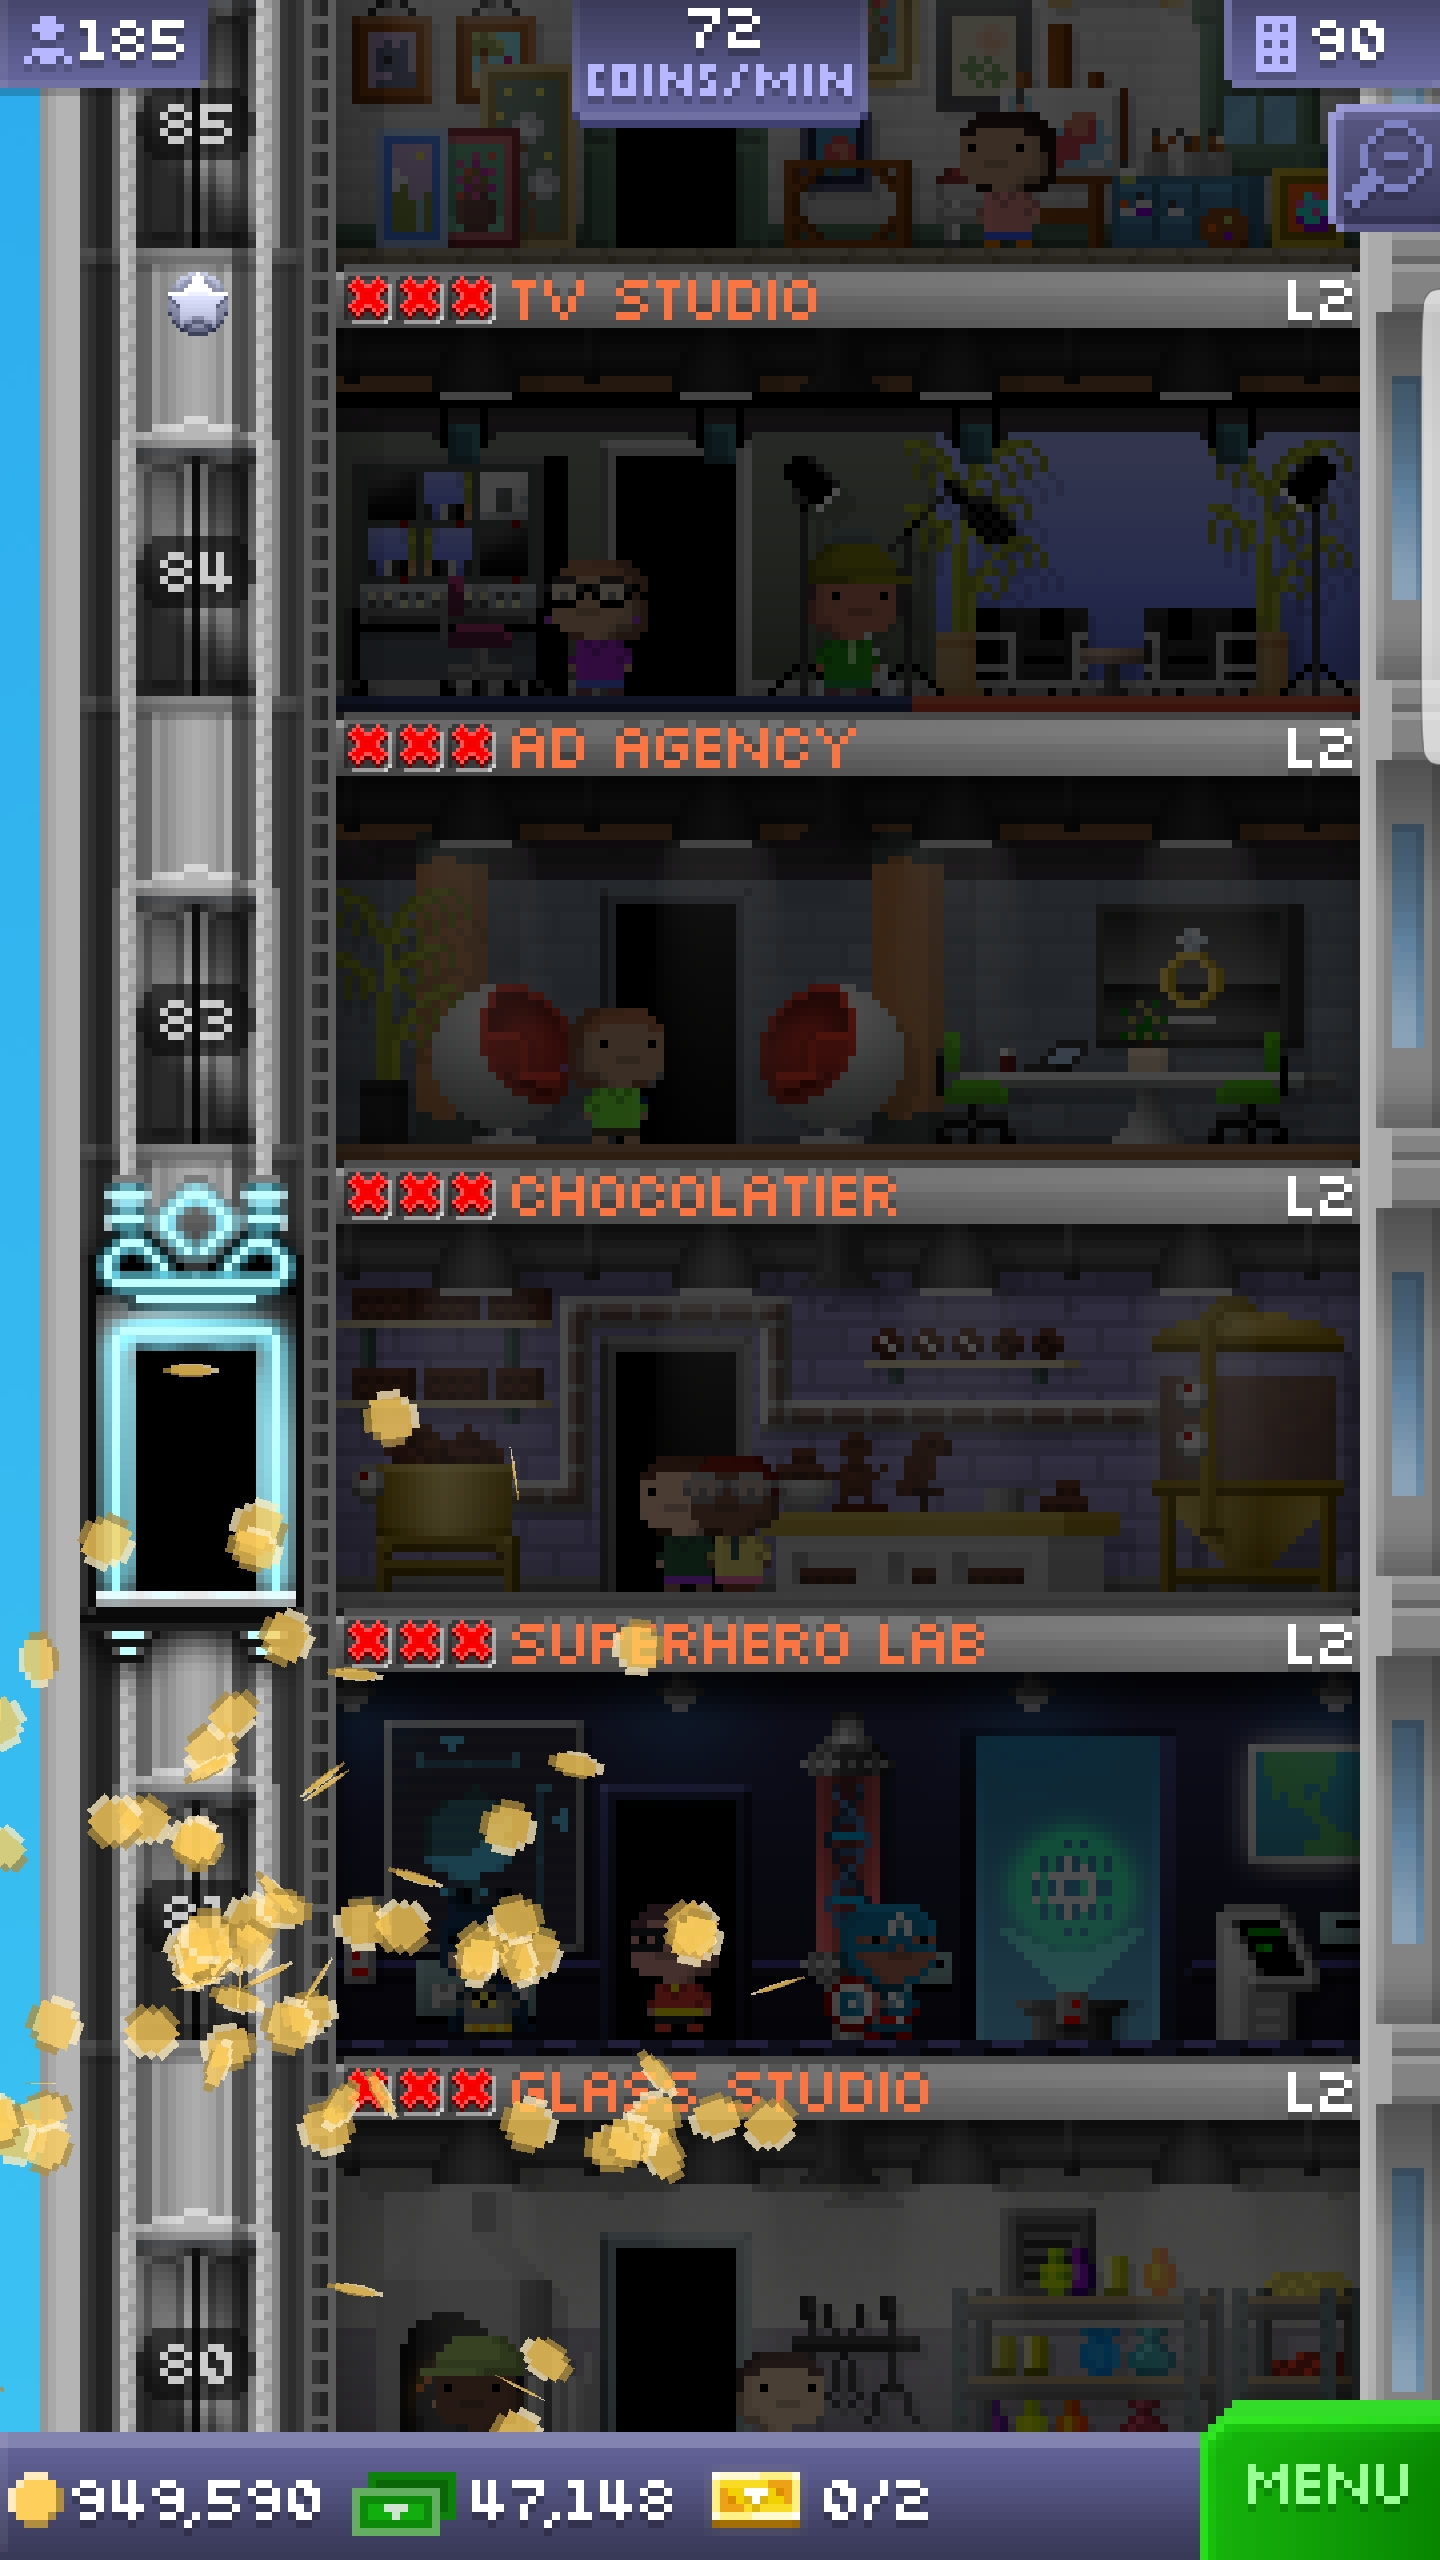 185
72
COINS/MIN
90
85
TV STUDIO L2
84
AD AGENCY L2
83
CHOCOLATIER L2
SUPERHERO LAB L2
GLASS STUDIO L2
80
949,590 47,148 0/2
MENU